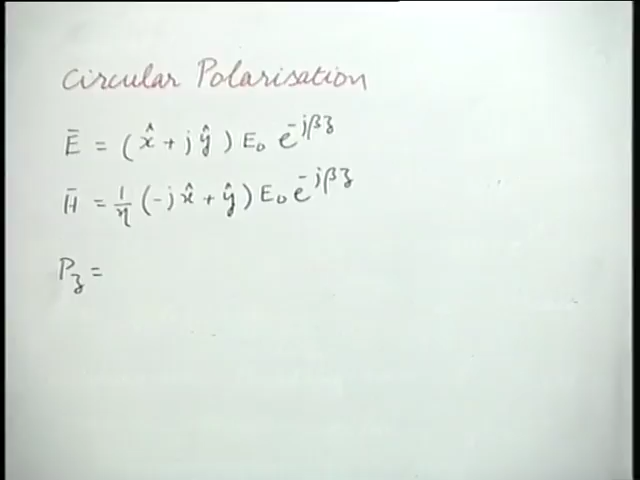 Circular Polarisation
Ē = (x̂ + j ŷ) E₀ e^{-jβz}
H̄ = 1/η (-j x̂ + ŷ) E₀ e^{-jβz}
P_z =